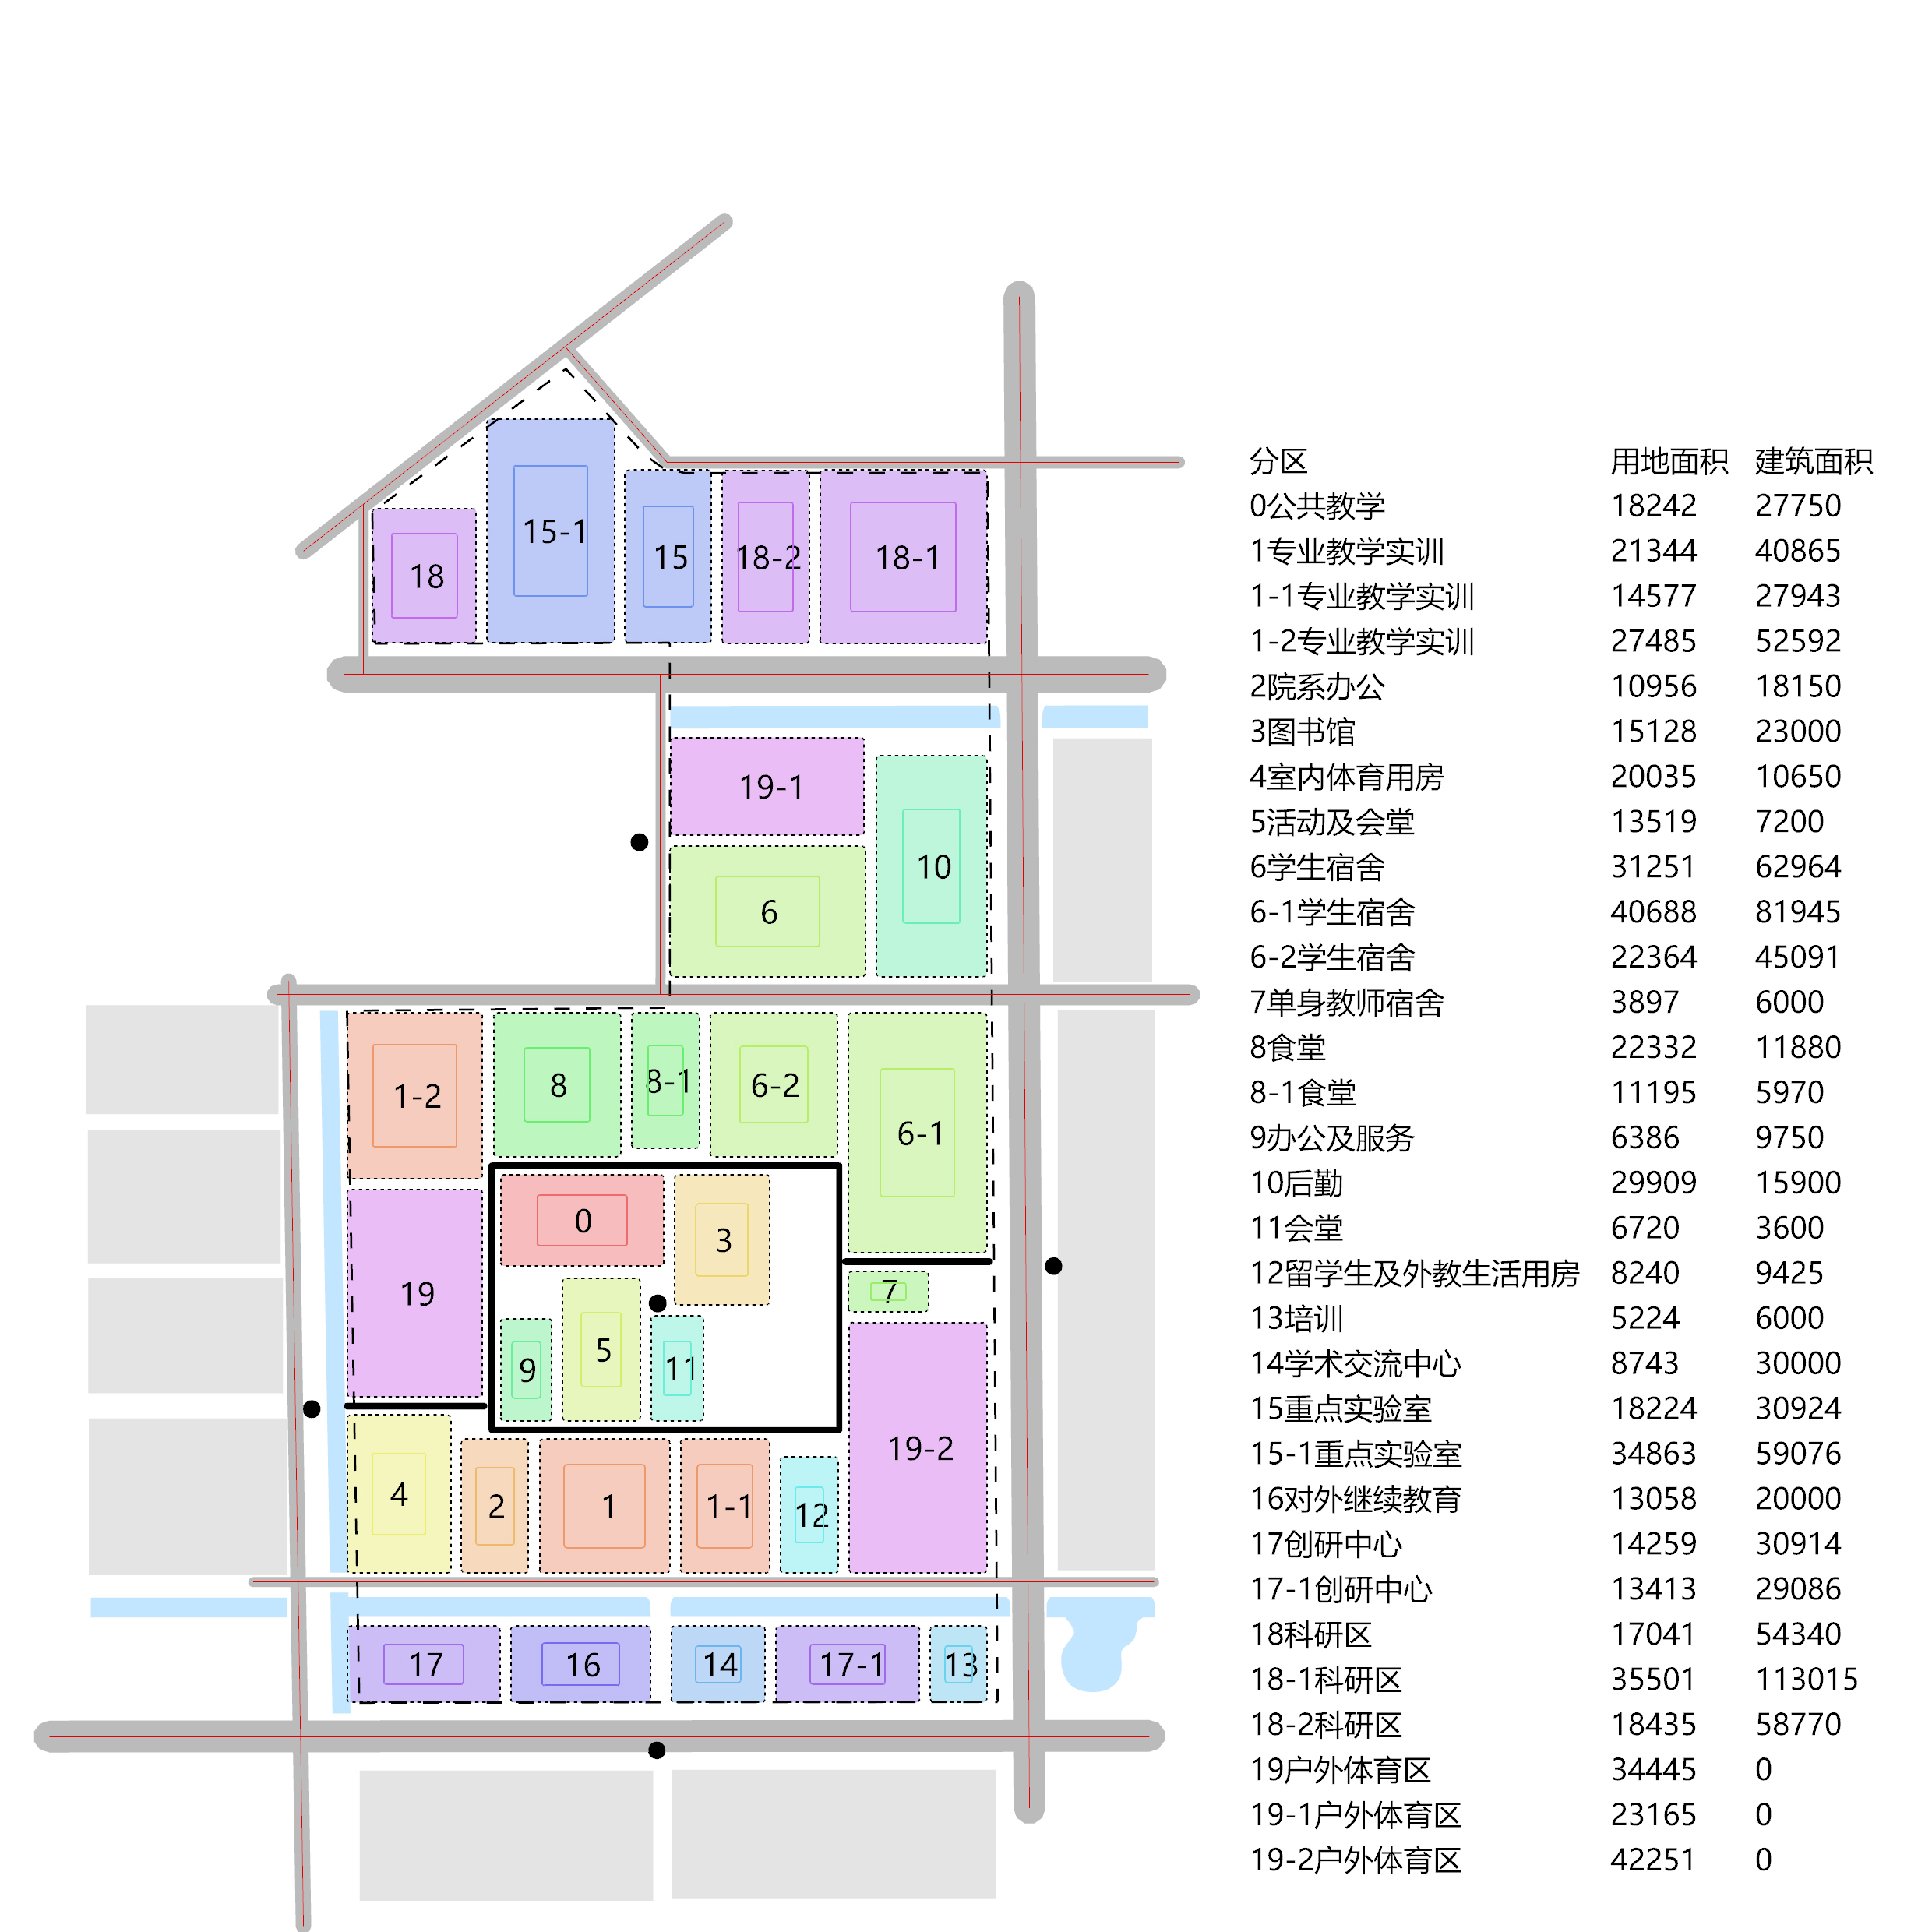 18
15-1
15
18-2
18-1
19-1
10
6
1-2
8
8-1
6-2
6-1
0
3
19
7
9
5
11
19-2
4
2
1
1-1
12
17
16
14
17-1
13
分区 用地面积 建筑面积
0公共教学 18242 27750
1专业教学实训 21344 40865
1-1专业教学实训 14577 27943
1-2专业教学实训 27485 52592
2院系办公 10956 18150
3图书馆 15128 23000
4室内体育用房 20035 10650
5活动及会堂 13519 7200
6学生宿舍 31251 62964
6-1学生宿舍 40688 81945
6-2学生宿舍 22364 45091
7单身教师宿舍 3897 6000
8食堂 22332 11880
8-1食堂 11195 5970
9办公及服务 6386 9750
10后勤 29909 15900
11会堂 6720 3600
12留学生及外教生活用房 8240 9425
13培训 5224 6000
14学术交流中心 8743 30000
15重点实验室 18224 30924
15-1重点实验室 34863 59076
16对外继续教育 13058 20000
17创研中心 14259 30914
17-1创研中心 13413 29086
18科研区 17041 54340
18-1科研区 35501 113015
18-2科研区 18435 58770
19户外体育区 34445 0
19-1户外体育区 23165 0
19-2户外体育区 42251 0